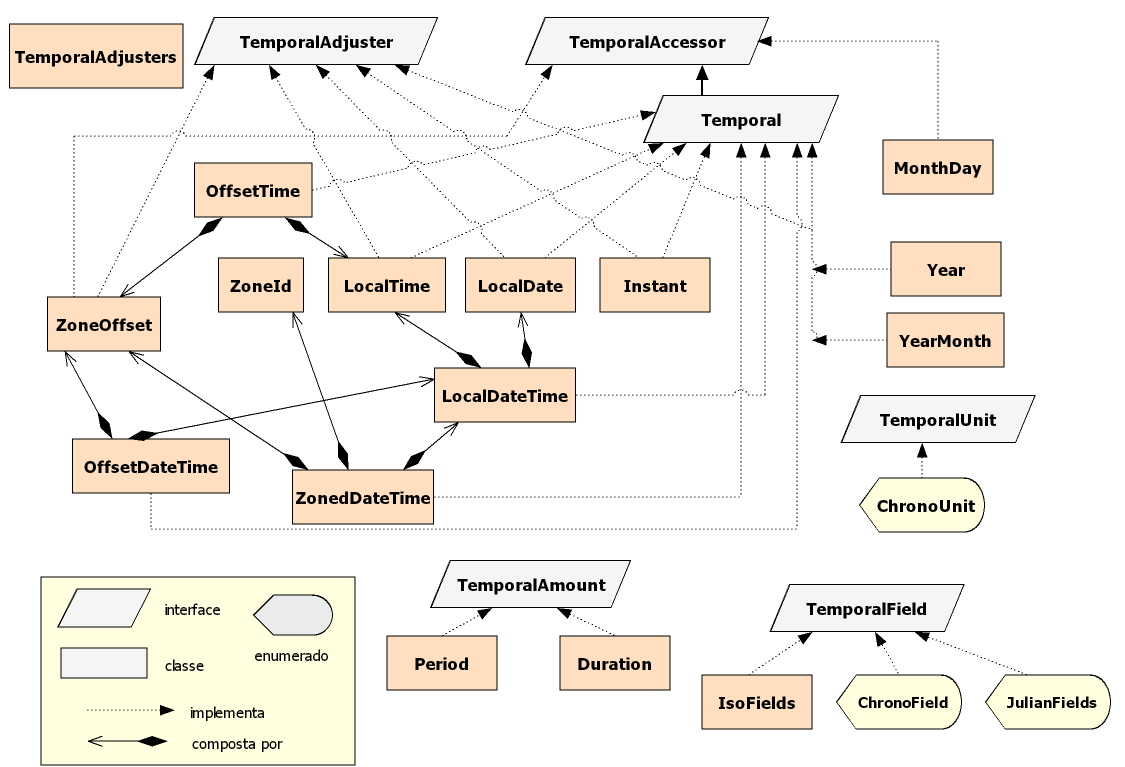 TemporalAdjusters
TemporalAdjuster
TemporalAccessor
Temporal
MonthDay
OffsetTime
ZoneId
LocalTime
LocalDate
Instant
Year
ZoneOffset
YearMonth
LocalDateTime
TemporalUnit
OffsetDateTime
ZonedDateTime
ChronoUnit
TemporalAmount
Period
Duration
TemporalField
IsoFields
ChronoField
JulianFields
interface
enumerado
classe
implementa
composta por